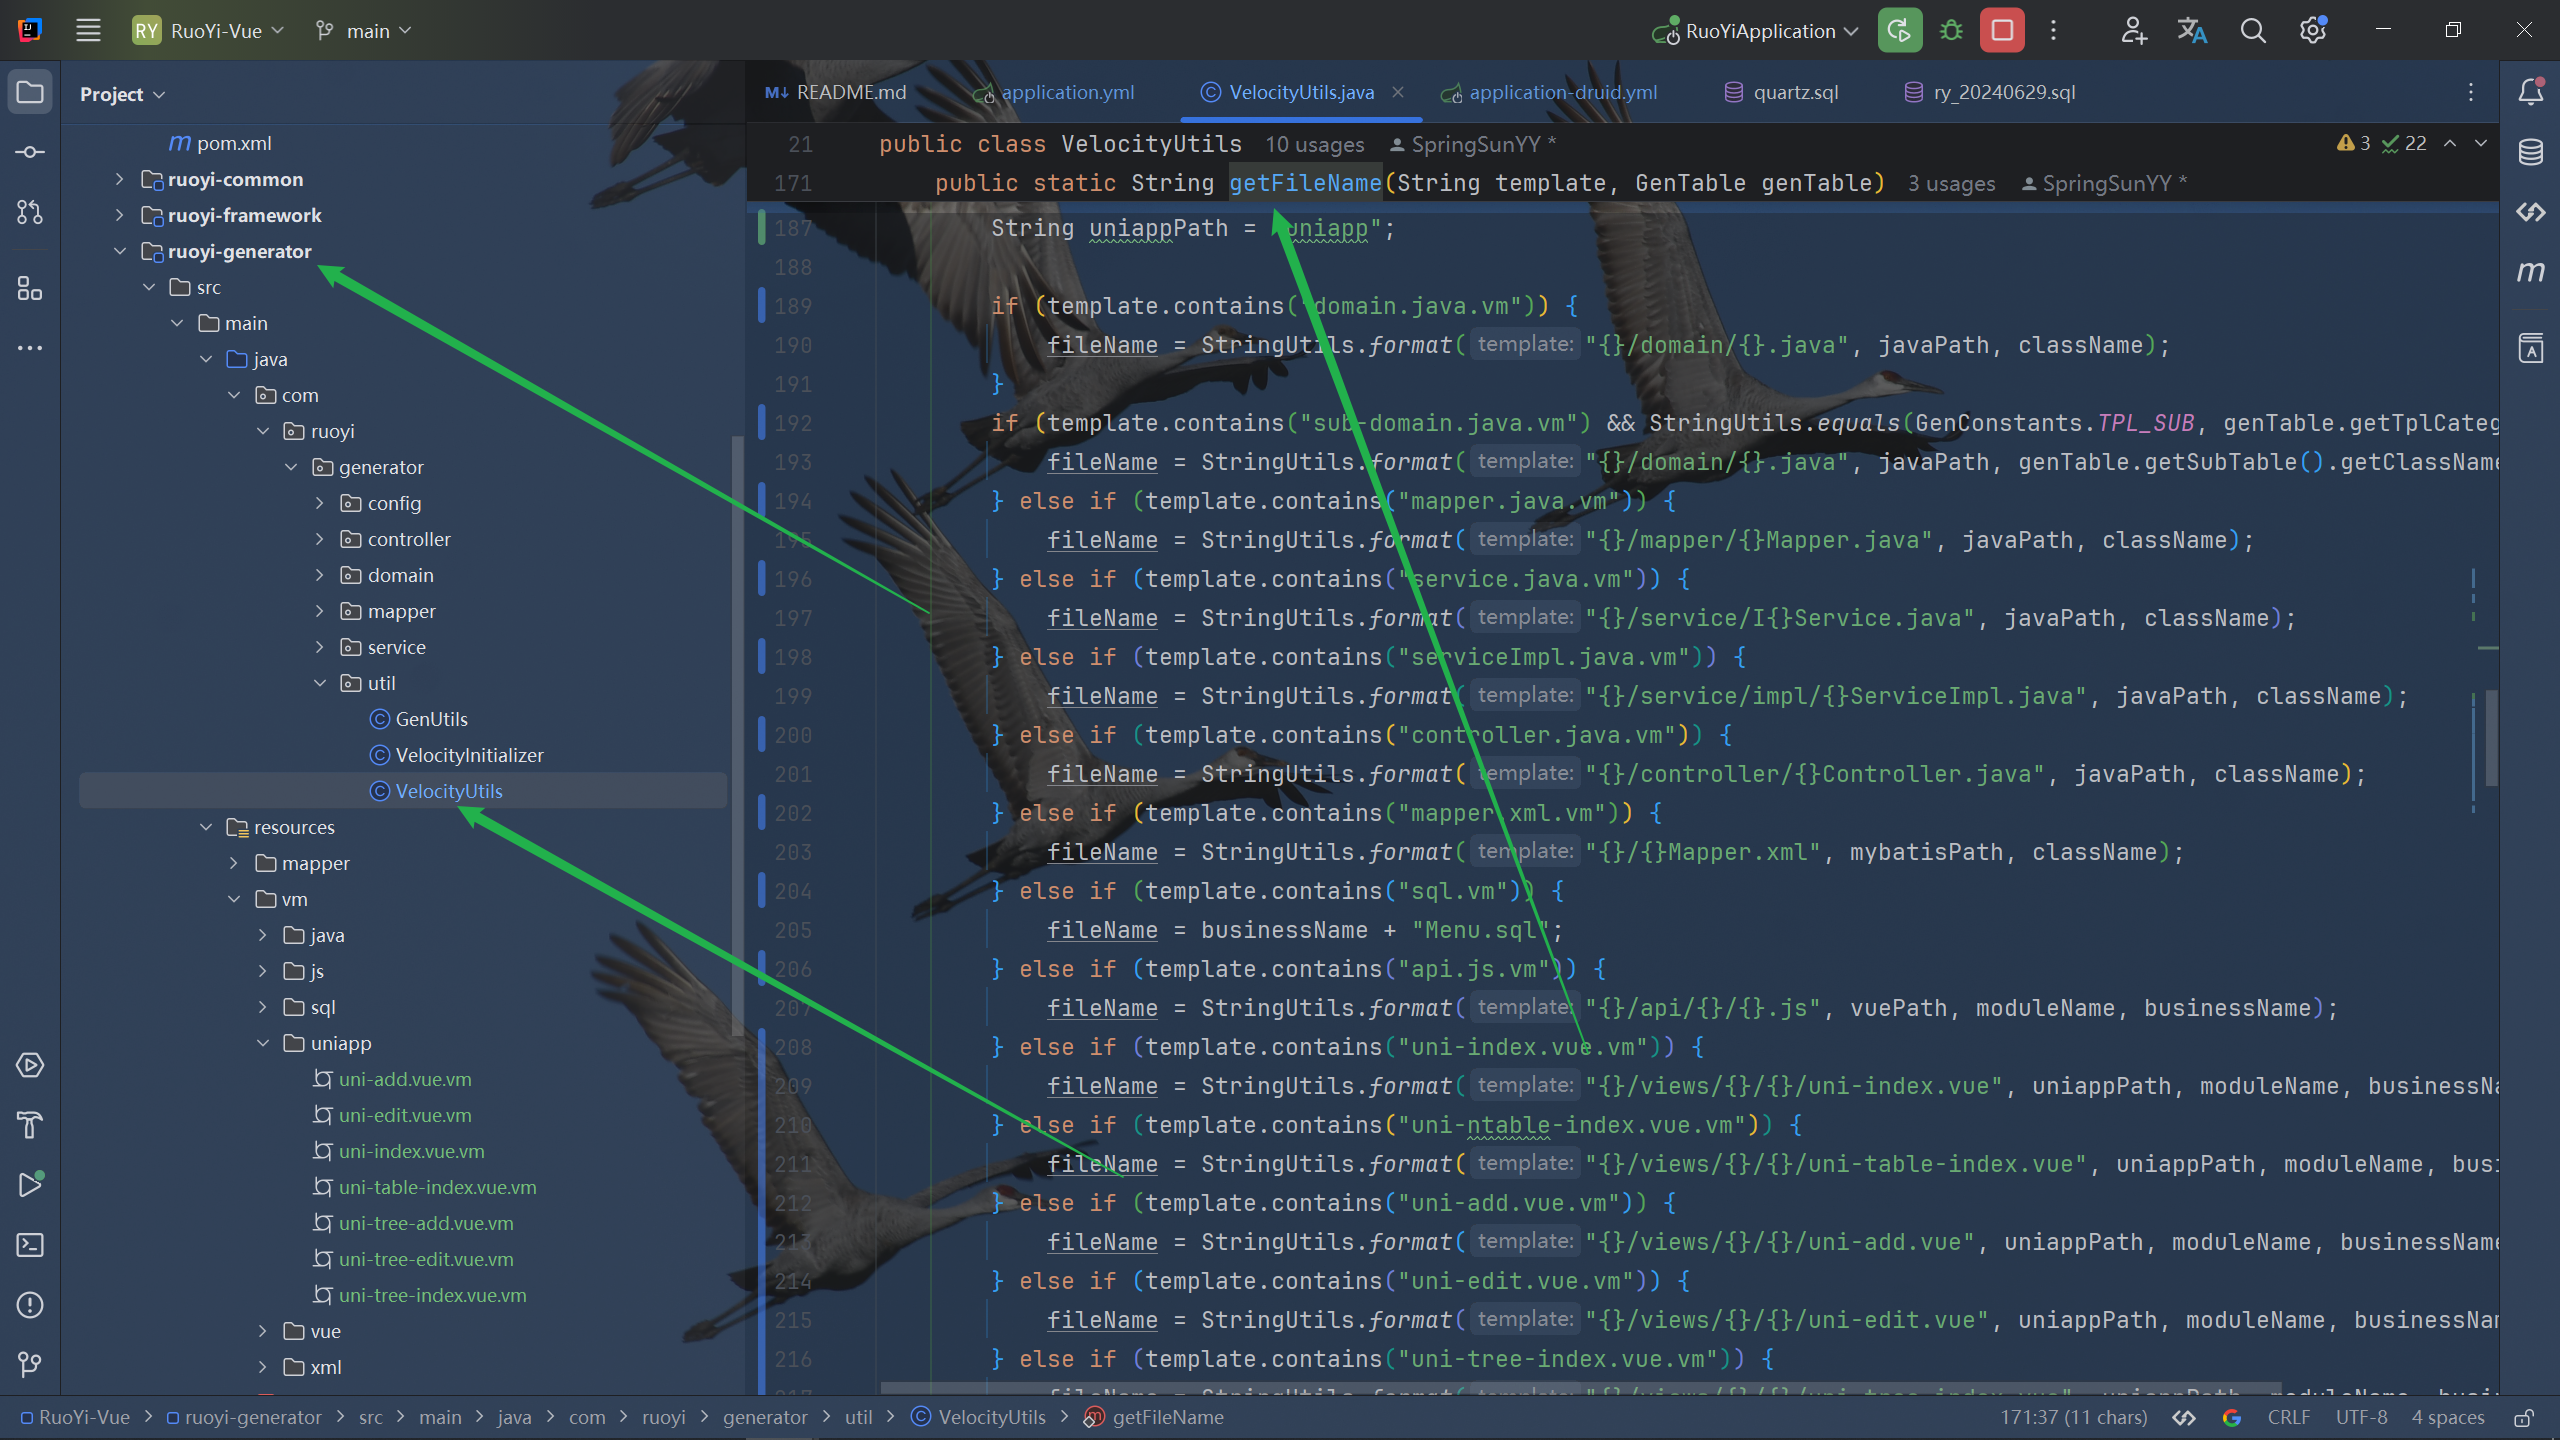 RY RuoYi-Vue main RuoYiApplication
Project
README.md application.yml VelocityUtils.java application-druid.yml quartz.sql ry_20240629.sql
pom.xml
ruoyi-common
ruoyi-framework
ruoyi-generator
src
main
java
com
ruoyi
generator
config
controller
domain
mapper
service
util
GenUtils
VelocityInitializer
VelocityUtils
resources
mapper
vm
java
js
sql
uniapp
uni-add.vue.vm
uni-edit.vue.vm
uni-index.vue.vm
uni-table-index.vue.vm
uni-tree-add.vue.vm
uni-tree-edit.vue.vm
uni-tree-index.vue.vm
vue
xml
21 public class VelocityUtils 10 usages SpringSunYY * 3 22
171 public static String getFileName(String template, GenTable genTable) 3 usages SpringSunYY *
187 String uniappPath = "uniapp";
188
189 if (template.contains("domain.java.vm")) {
190 fileName = StringUtils.format( template: "{}/domain/{}.java", javaPath, className);
191 }
192 if (template.contains("sub-domain.java.vm") && StringUtils.equals(GenConstants.TPL_SUB, genTable.getTplCateg
193 fileName = StringUtils.format( template: "{}/domain/{}.java", javaPath, genTable.getSubTable().getClassName
194 } else if (template.contains("mapper.java.vm")) {
195 fileName = StringUtils.format( template: "{}/mapper/{}Mapper.java", javaPath, className);
196 } else if (template.contains("service.java.vm")) {
197 fileName = StringUtils.format( template: "{}/service/I{}Service.java", javaPath, className);
198 } else if (template.contains("serviceImpl.java.vm")) {
199 fileName = StringUtils.format( template: "{}/service/impl/{}ServiceImpl.java", javaPath, className);
200 } else if (template.contains("controller.java.vm")) {
201 fileName = StringUtils.format( template: "{}/controller/{}Controller.java", javaPath, className);
202 } else if (template.contains("mapper.xml.vm")) {
203 fileName = StringUtils.format( template: "{}/{}Mapper.xml", mybatisPath, className);
204 } else if (template.contains("sql.vm")) {
205 fileName = businessName + "Menu.sql";
206 } else if (template.contains("api.js.vm")) {
207 fileName = StringUtils.format( template: "{}/api/{}/{}.js", vuePath, moduleName, businessName);
208 } else if (template.contains("uni-index.vue.vm")) {
209 fileName = StringUtils.format( template: "{}/views/{}/{}/uni-index.vue", uniappPath, moduleName, businessNa
210 } else if (template.contains("uni-ntable-index.vue.vm")) {
211 fileName = StringUtils.format( template: "{}/views/{}/{}/uni-table-index.vue", uniappPath, moduleName, busi
212 } else if (template.contains("uni-add.vue.vm")) {
213 fileName = StringUtils.format( template: "{}/views/{}/{}/uni-add.vue", uniappPath, moduleName, businessName
214 } else if (template.contains("uni-edit.vue.vm")) {
215 fileName = StringUtils.format( template: "{}/views/{}/{}/uni-edit.vue", uniappPath, moduleName, businessNam
216 } else if (template.contains("uni-tree-index.vue.vm")) {
RuoYi-Vue > ruoyi-generator > src > main > java > com > ruoyi > generator > util > VelocityUtils > getFileName 171:37 (11 chars) CRLF UTF-8 4 spaces